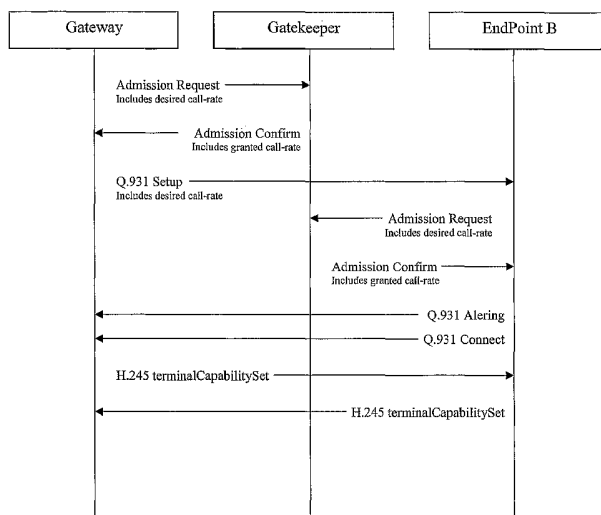 Gateway
Gatekeeper
EndPoint B
Admission Request
Includes desired call-rate
Admission Confirm
Includes granted call-rate
Q.931 Setup
Includes desired call-rate
Admission Request
Includes desired call-rate
Admission Confirm
Includes granted call-rate
Q.931 Alering
Q.931 Connect
H.245 terminalCapabilitySet
H.245 terminalCapabilitySet